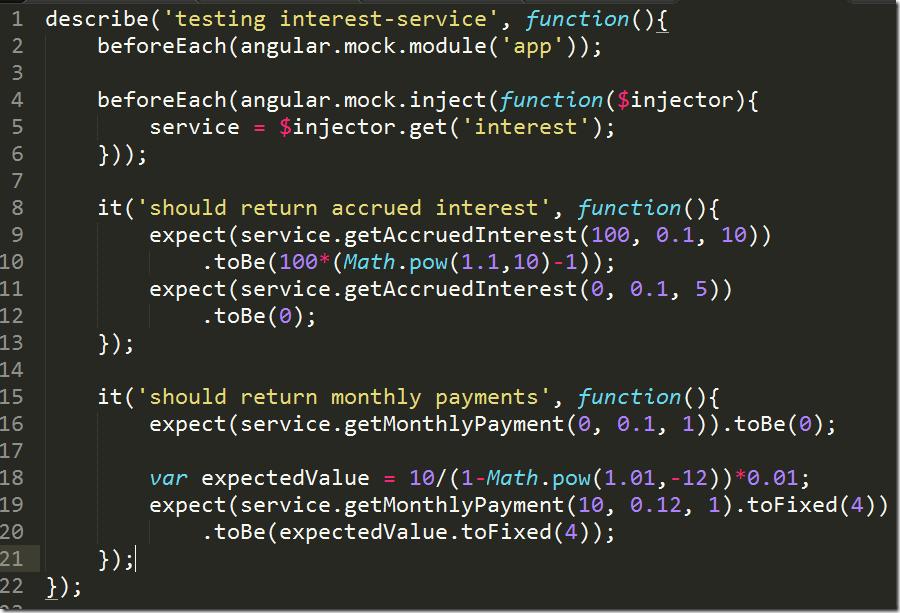 1 describe('testing interest-service', function(){
2     beforeEach(angular.mock.module('app'));
3
4     beforeEach(angular.mock.inject(function($injector){
5         service = $injector.get('interest');
6     }));
7
8     it('should return accrued interest', function(){
9         expect(service.getAccruedInterest(100, 0.1, 10))
10             .toBe(100*(Math.pow(1.1,10)-1));
11         expect(service.getAccruedInterest(0, 0.1, 5))
12             .toBe(0);
13     });
14
15     it('should return monthly payments', function(){
16         expect(service.getMonthlyPayment(0, 0.1, 1)).toBe(0);
17
18         var expectedValue = 10/(1-Math.pow(1.01,-12))*0.01;
19         expect(service.getMonthlyPayment(10, 0.12, 1).toFixed(4))
20             .toBe(expectedValue.toFixed(4));
21     });
22 });